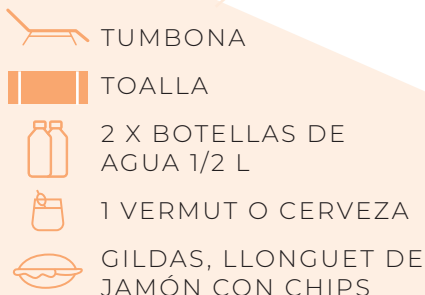 TUMBONA
TOALLA
2 X BOTELLAS DE
AGUA 1/2 L
1 VERMUT O CERVEZA
GILDAS, LLONGUET DE
JAMÓN CON CHIPS